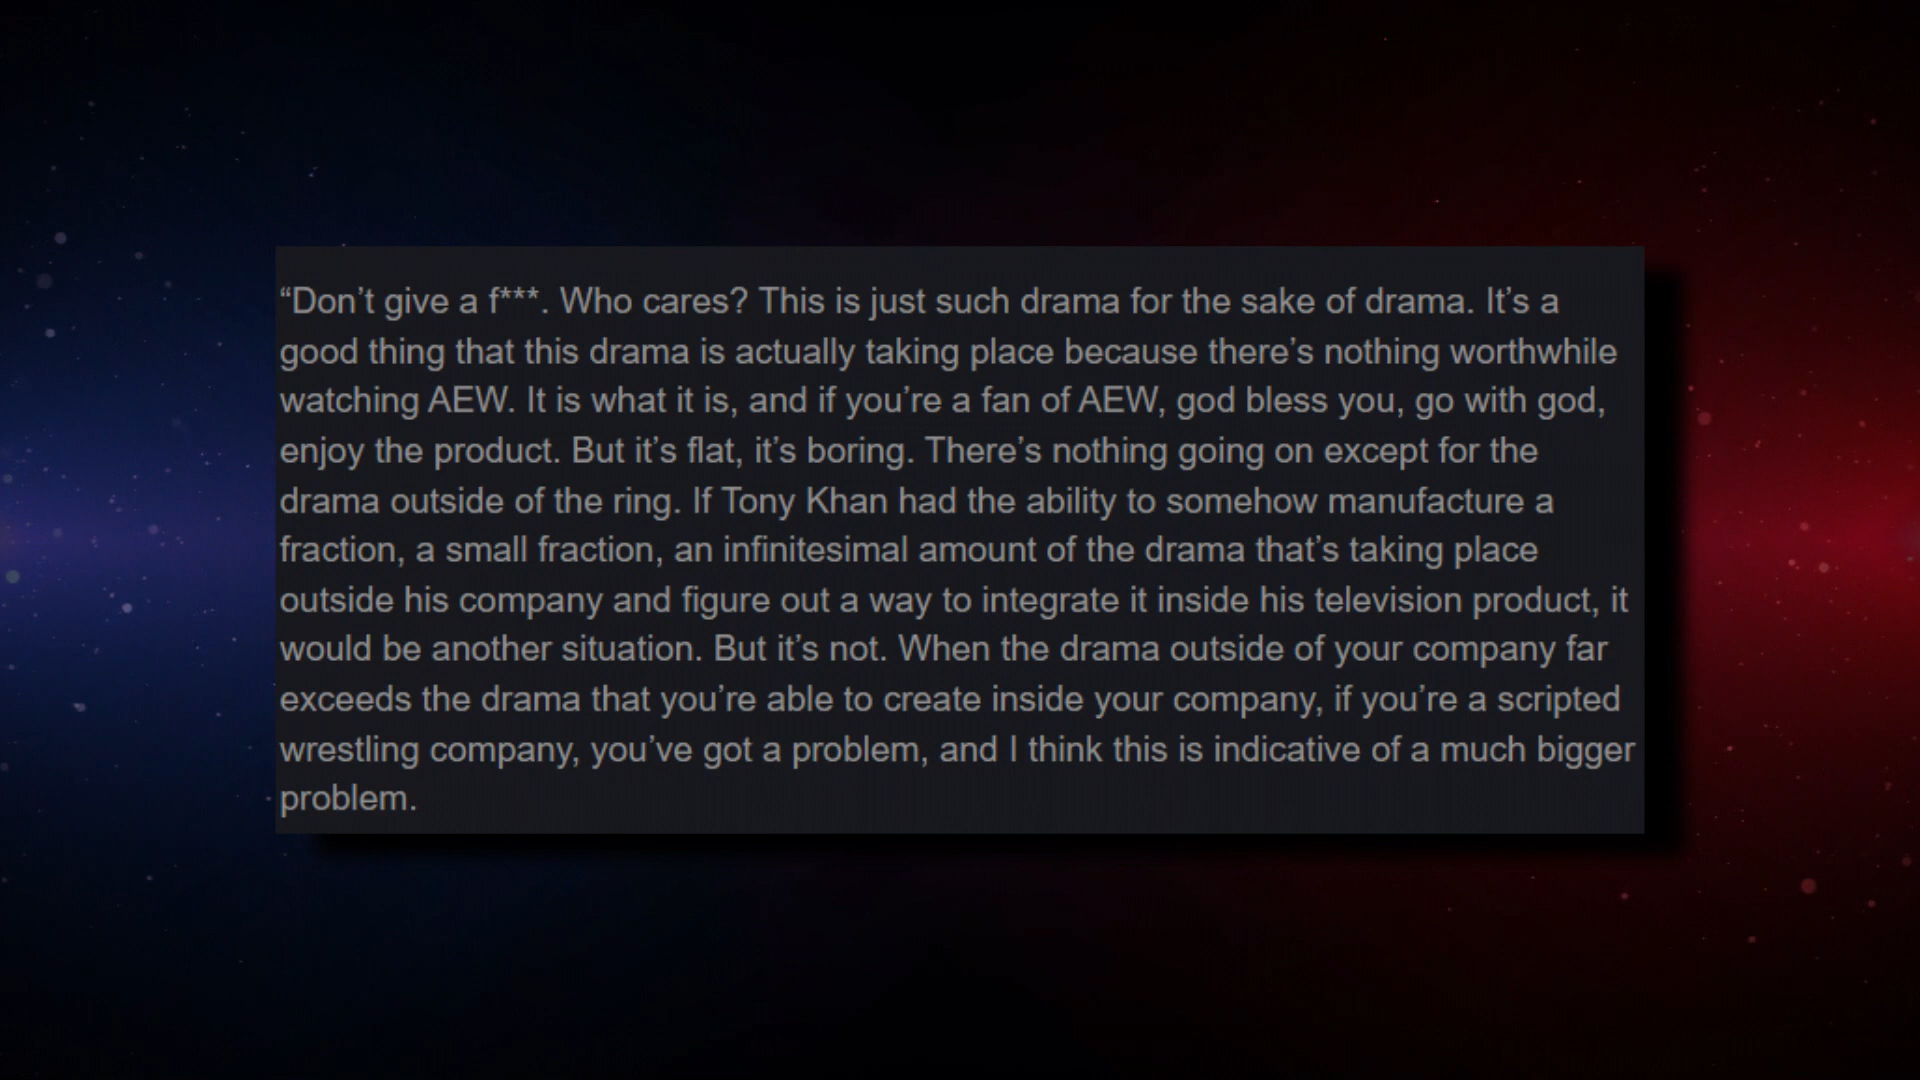 “Don’t give a f***. Who cares? This is just such drama for the sake of drama. It’s a
good thing that this drama is actually taking place because there’s nothing worthwhile
watching AEW. It is what it is, and if you’re a fan of AEW, god bless you, go with god,
enjoy the product. But it’s flat, it’s boring. There’s nothing going on except for the
drama outside of the ring. If Tony Khan had the ability to somehow manufacture a
fraction, a small fraction, an infinitesimal amount of the drama that’s taking place
outside his company and figure out a way to integrate it inside his television product, it
would be another situation. But it’s not. When the drama outside of your company far
exceeds the drama that you’re able to create inside your company, if you’re a scripted
wrestling company, you’ve got a problem, and I think this is indicative of a much bigger
problem.